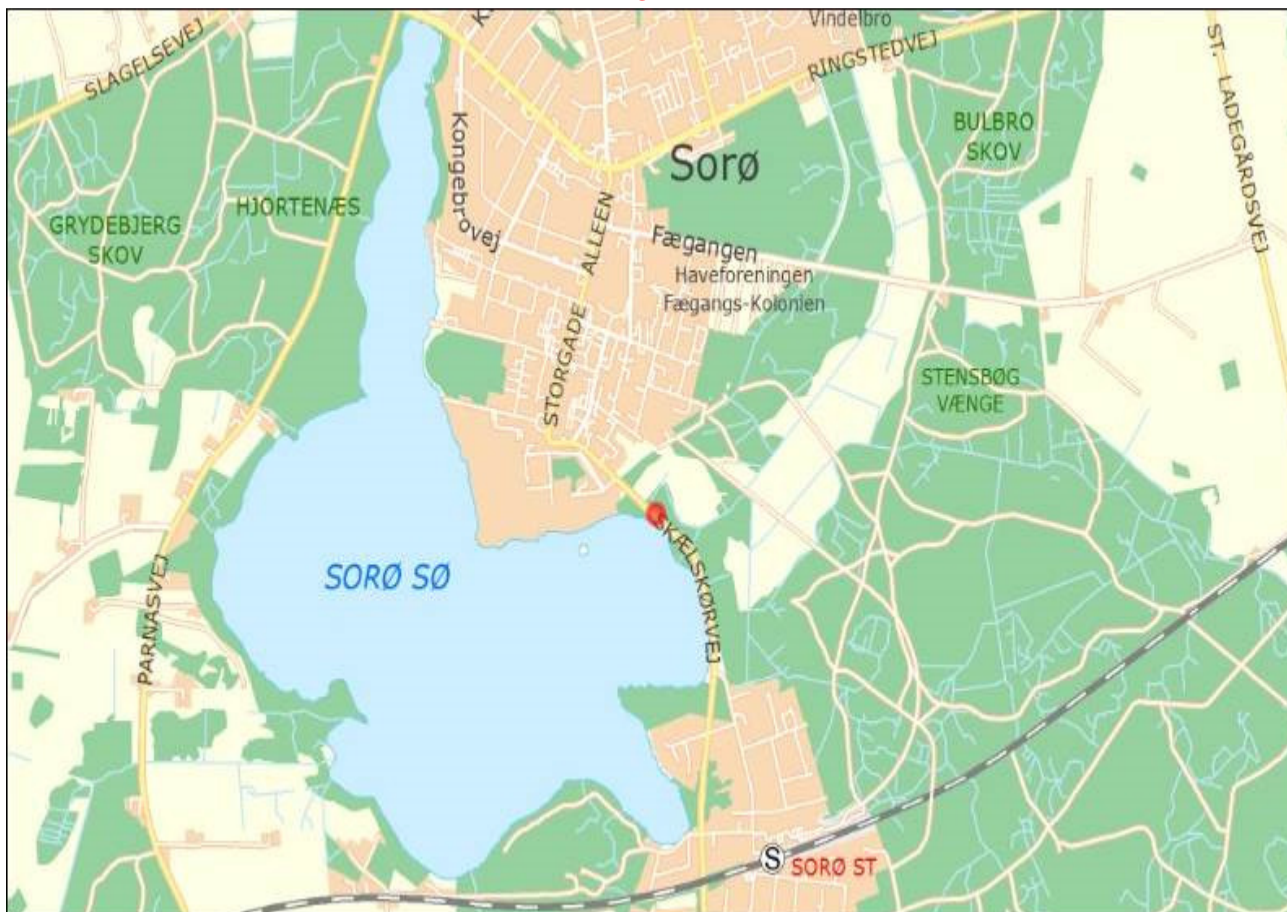 Vindelbro
SLAGELSEVEJ
RINGSTEDVEJ
ST. LADEGÅRDSVEJ
Kongebrovej
BULBRO
SKOV
Sorø
HJORTENÆS
GRYDEBJERG
SKOV
ALLEEN
Fægangen
Haveforeningen
Fægangs-Kolonien
STORGADE
STENSBØG
VÆNGE
SKÆLSKØRVEJ
SORØ SØ
PARNASVEJ
S
SORØ ST